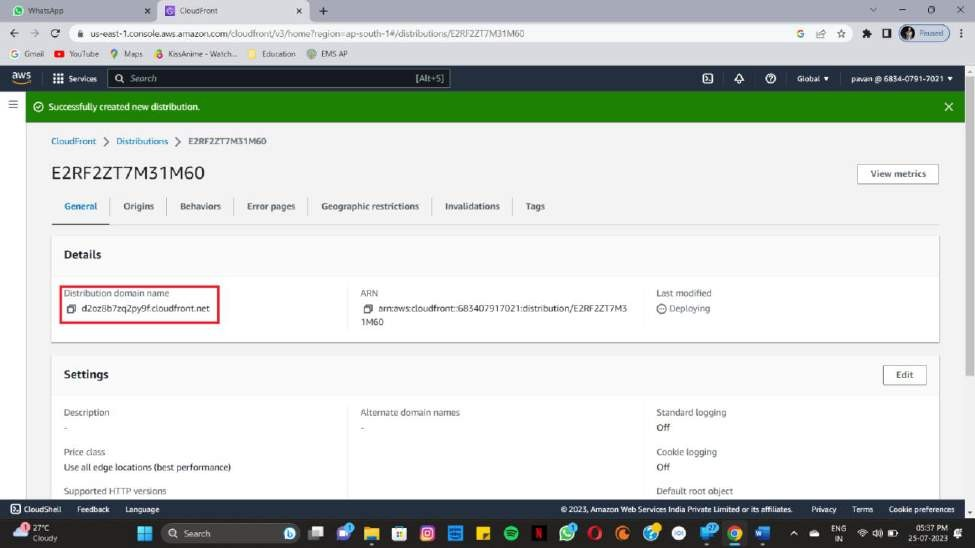 WhatsApp
CloudFront
us-east-1.console.aws.amazon.com/cloudfront/v3/home?region=ap-south-1#/distributions/E2RF2ZT7M31M60
Paused
Gmail
YouTube
Maps
KissAnime - Watch...
Education
EMS AP
aws
Services
Search
[Alt+S]
Global
pavan @ 6834-0791-7021
Successfully created new distribution.
CloudFront
Distributions
E2RF2ZT7M31M60
E2RF2ZT7M31M60
View metrics
General
Origins
Behaviors
Error pages
Geographic restrictions
Invalidations
Tags
Details
Distribution domain name
d2oz8b7zq2py9f.cloudfront.net
ARN
arn:aws:cloudfront::683407917021:distribution/E2RF2ZT7M3
1M60
Last modified
Deploying
Settings
Edit
Description
-
Alternate domain names
-
Standard logging
Off
Price class
Use all edge locations (best performance)
Cookie logging
Off
Supported HTTP versions
Default root object
CloudShell
Feedback
Language
© 2023, Amazon Web Services India Private Limited or its affiliates.
Privacy
Terms
Cookie preferences
1
27°C
Cloudy
Search
1
1
27
ENG
IN
05:37 PM
25-07-2023